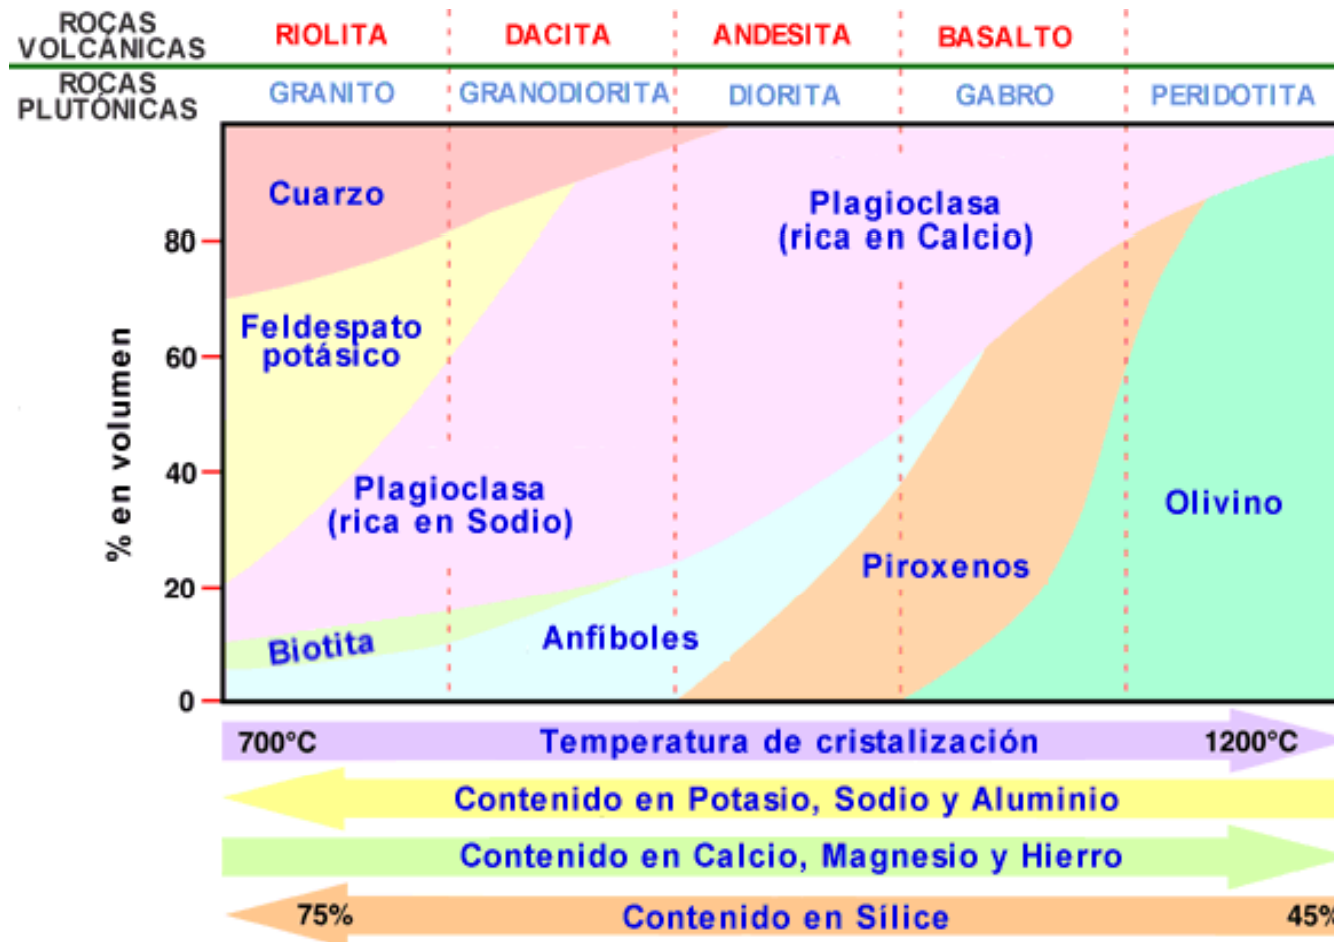 ROCAS
VOLCÁNICAS
RIOLITA
DACITA
ANDESITA
BASALTO
ROCAS
PLUTÓNICAS
GRANITO
GRANODIORITA
DIORITA
GABRO
PERIDOTITA
% en volumen
80
60
40
20
0
Cuarzo
Feldespato
potásico
Plagioclasa
(rica en Calcio)
Plagioclasa
(rica en Sodio)
Olivino
Piroxenos
Biotita
Anfíboles
700°C
Temperatura de cristalización
1200°C
Contenido en Potasio, Sodio y Aluminio
Contenido en Calcio, Magnesio y Hierro
75%
Contenido en Sílice
45%